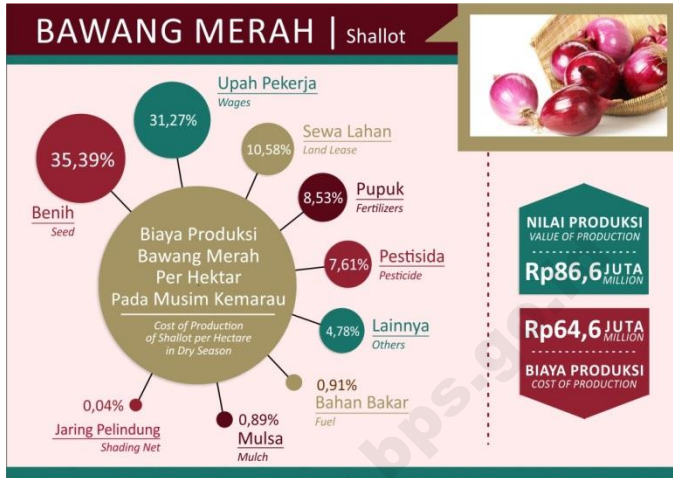 BAWANG MERAH | Shallot
Upah Pekerja
Wages
31,27%
Sewa Lahan
Land Lease
10,58%
35,39%
Benih
Seed
8,53%
Pupuk
Fertilizers
7,61%
Pestisida
Pesticide
4,78%
Lainnya
Others
0,91%
Bahan Bakar
Fuel
0,89%
Mulsa
Mulch
0,04%
Jaring Pelindung
Shading Net
Biaya Produksi
Bawang Merah
Per Hektar
Pada Musim Kemarau
Cost of Production
of Shallot per Hectare
in Dry Season
NILAI PRODUKSI
VALUE OF PRODUCTION
Rp86,6 JUTA
MILLION
Rp64,6 JUTA
MILLION
BIAYA PRODUKSI
COST OF PRODUCTION
bps.go.